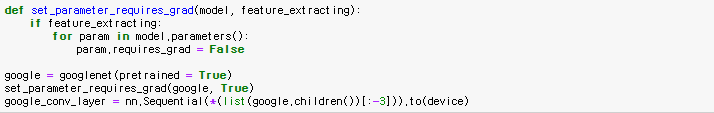 def set_parameter_requires_grad(model, feature_extracting):
    if feature_extracting:
        for param in model.parameters():
            param.requires_grad = False

google = googlenet(pretrained = True)
set_parameter_requires_grad(google, True)
google_conv_layer = nn.Sequential(*(list(google.children())[:-3])).to(device)